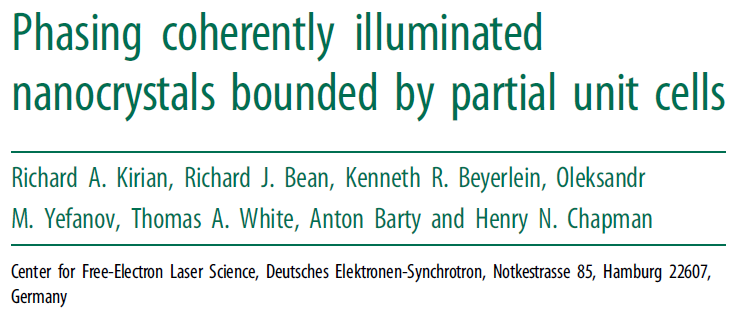 Phasing coherently illuminated
nanocrystals bounded by partial unit cells
Richard A. Kirian, Richard J. Bean, Kenneth R. Beyerlein, Oleksandr
M. Yefanov, Thomas A. White, Anton Barty and Henry N. Chapman
Center for Free-Electron Laser Science, Deutsches Elektronen-Synchrotron, Notkestrasse 85, Hamburg 22607,
Germany